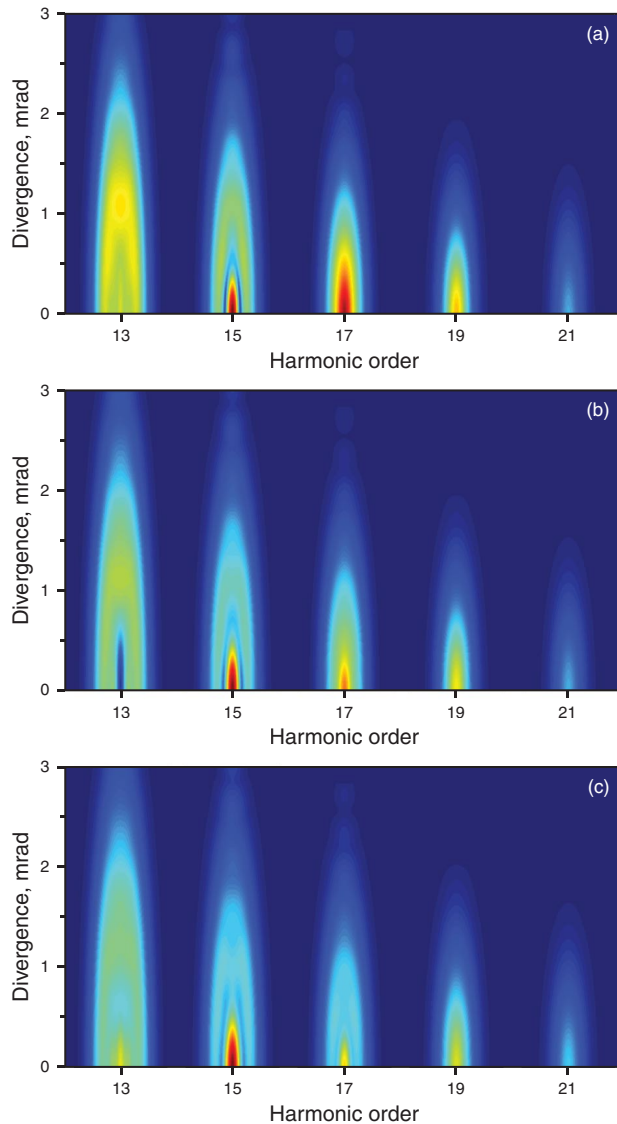 (a)
Divergence, mrad
3
2
1
0
13 15 17 19 21
Harmonic order
(b)
Divergence, mrad
3
2
1
0
13 15 17 19 21
Harmonic order
(c)
Divergence, mrad
3
2
1
0
13 15 17 19 21
Harmonic order